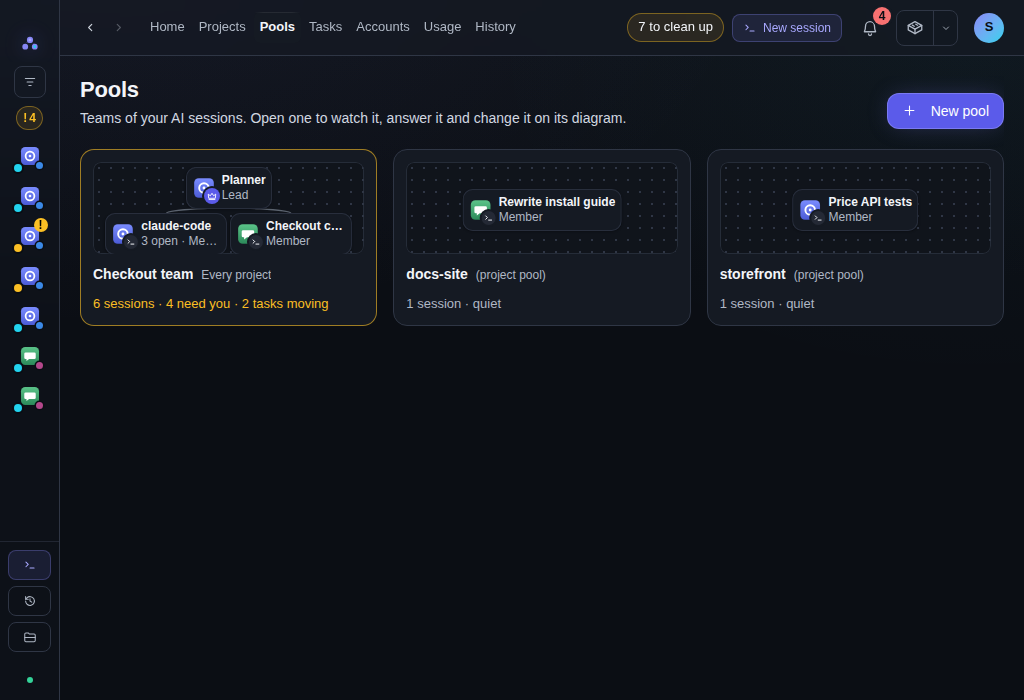 Home Projects Pools Tasks Accounts Usage History
7 to clean up
New session
4
S
! 4
!
Pools
Teams of your AI sessions. Open one to watch it, answer it and change it on its diagram.
New pool
Planner
Lead
claude-code
3 open · Me…
Checkout c…
Member
Checkout team Every project
6 sessions · 4 need you · 2 tasks moving
Rewrite install guide
Member
docs-site (project pool)
1 session · quiet
Price API tests
Member
storefront (project pool)
1 session · quiet